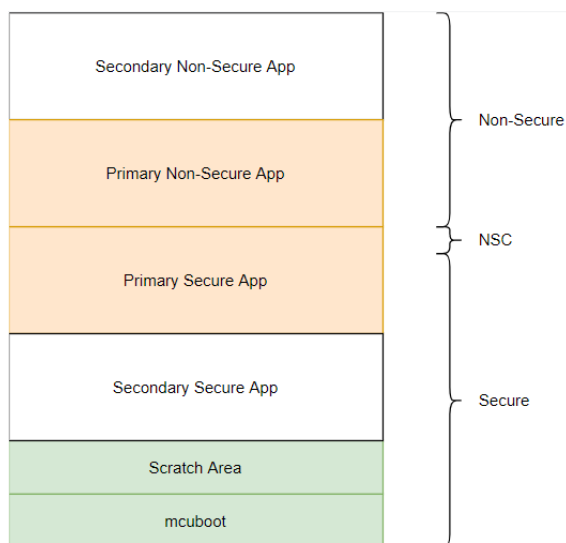 Secondary Non-Secure App
Non-Secure
Primary Non-Secure App
NSC
Primary Secure App
Secondary Secure App
Secure
Scratch Area
mcuboot